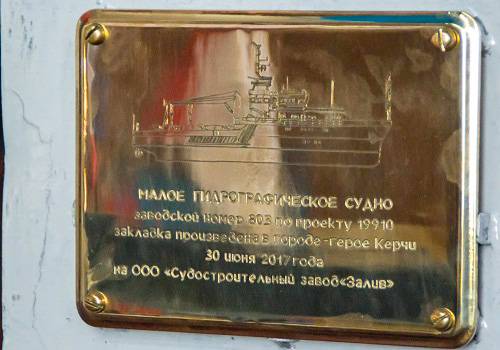 МАЛОЕ ГИДРОГРАФИЧЕСКОЕ СУДНО
заводской номер 803 по проекту 19910
закладка произведена в городе-герое Керчи
30 июня 2017 года
на ООО «Судостроительный завод«Залив»